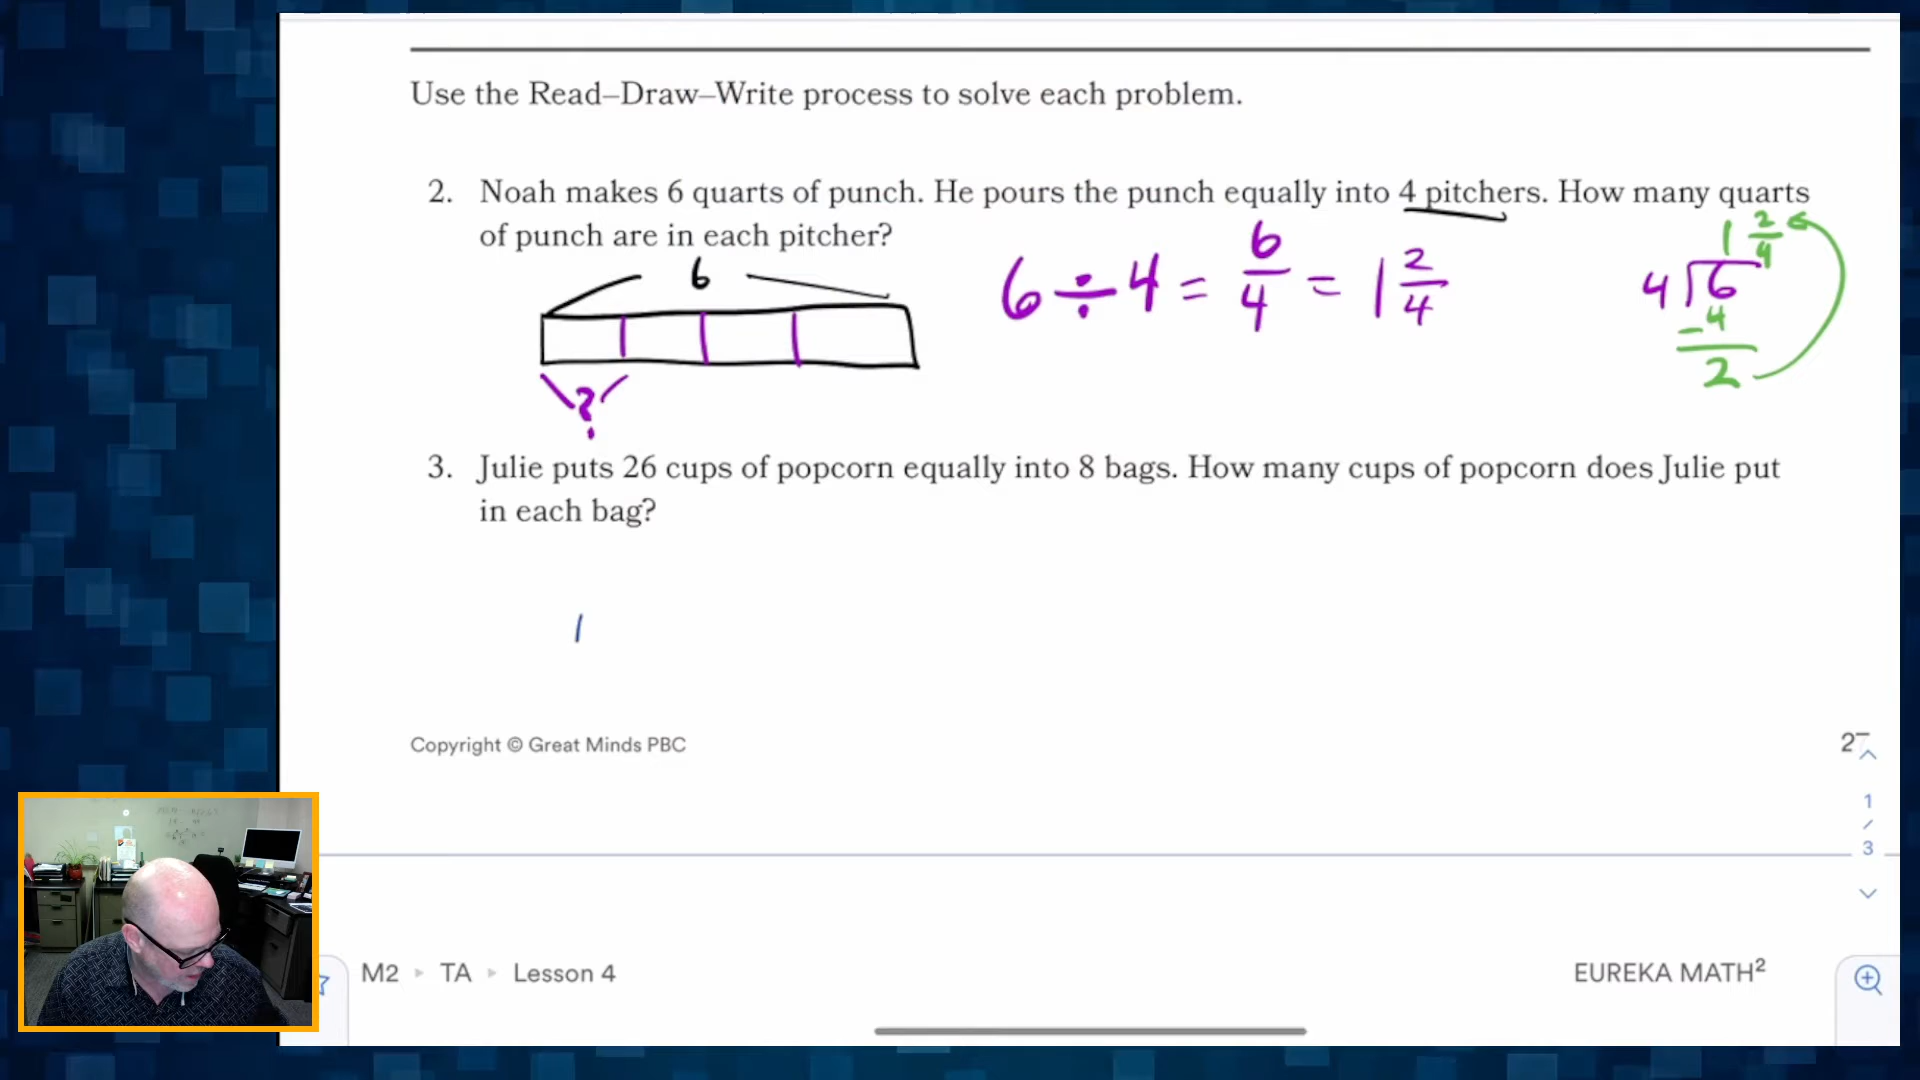 Use the Read–Draw–Write process to solve each problem.
2. Noah makes 6 quarts of punch. He pours the punch equally into 4 pitchers. How many quarts
of punch are in each pitcher?
6
?
6 ÷ 4 = 6/4 = 1 2/4
1 2/4
4 6
-4
2
3. Julie puts 26 cups of popcorn equally into 8 bags. How many cups of popcorn does Julie put
in each bag?
Copyright © Great Minds PBC
1
/
3
M2 ▸ TA ▸ Lesson 4
EUREKA MATH²